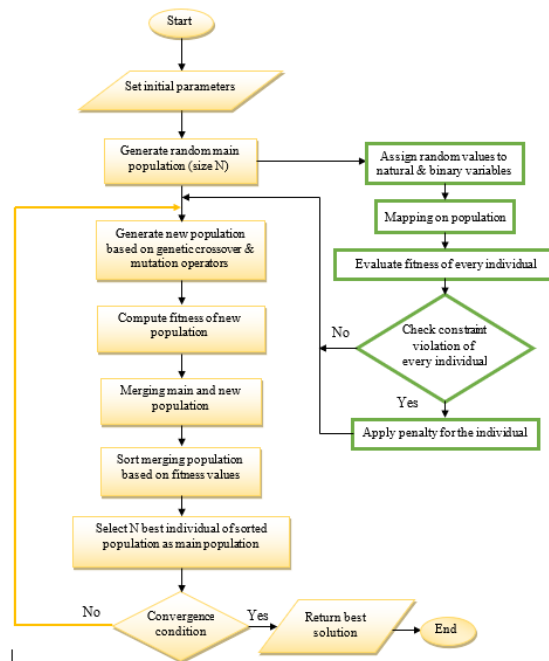 Start
Set initial parameters
Generate random main
population (size N)
Assign random values to
natural & binary variables
Mapping on population
Generate new population
based on genetic crossover &
mutation operators
Evaluate fitness of every individual
Compute fitness of new
population
No
Check constraint
violation of
every individual
Merging main and new
population
Yes
Apply penalty for the individual
Sort merging population
based on fitness values
Select N best individual of sorted
population as main population
No
Convergence
condition
Yes
Return best
solution
End